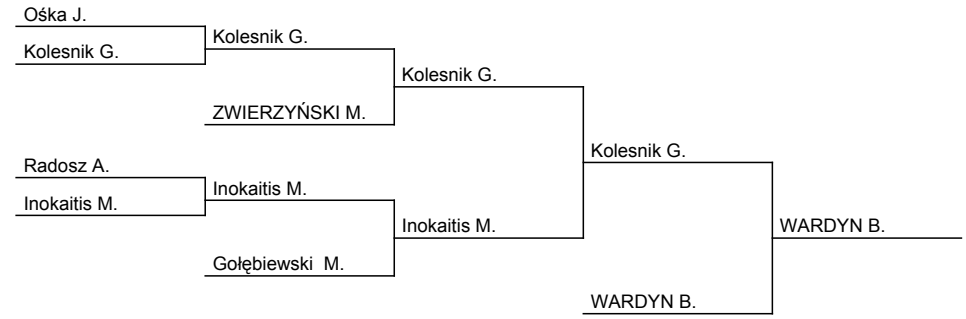 Ośka J.
Kolesnik G.
Kolesnik G.
Kolesnik G.
ZWIERZYŃSKI M.
Kolesnik G.
Radosz A.
Inokaitis M.
Inokaitis M.
Inokaitis M.
WARDYN B.
Gołębiewski  M.
WARDYN B.